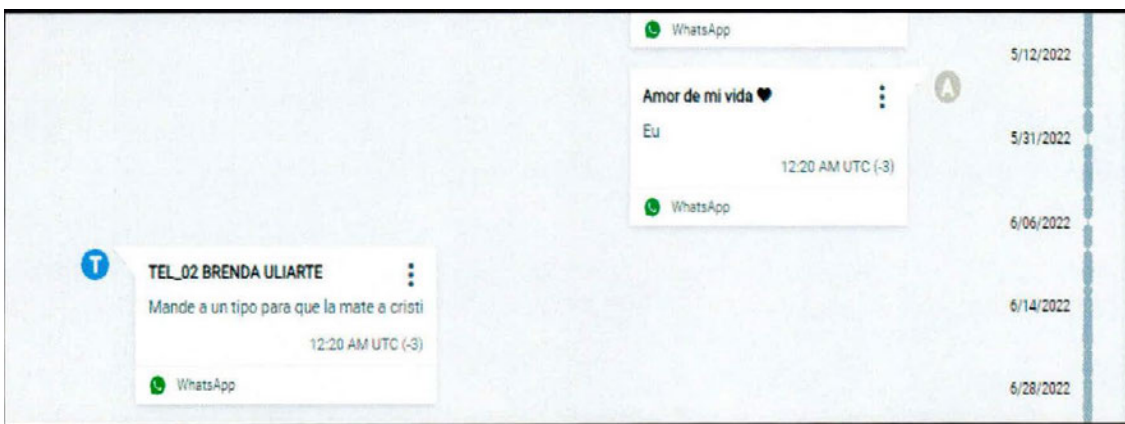 WhatsApp
5/12/2022
Amor de mi vida 🖤
A
Eu
5/31/2022
12:20 AM UTC (-3)
WhatsApp
6/06/2022
T
TEL_02 BRENDA ULIARTE
Mande a un tipo para que la mate a cristi
6/14/2022
12:20 AM UTC (-3)
WhatsApp
6/28/2022